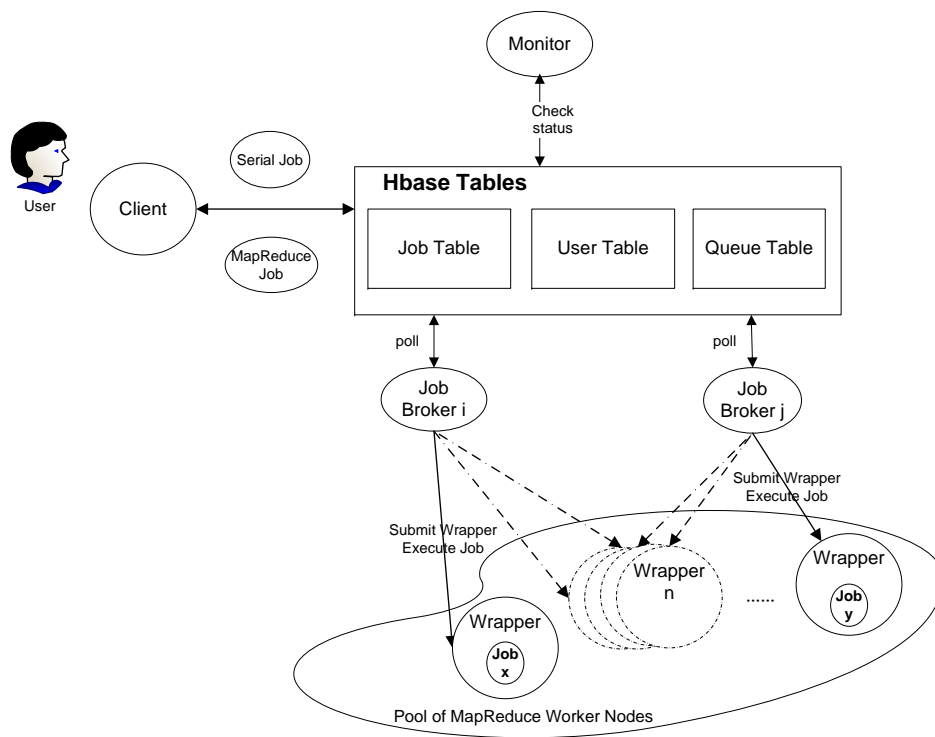 Monitor
Check
status
Serial Job
User
Client
MapReduce
Job
Hbase Tables
Job Table
User Table
Queue Table
poll
poll
Job
Broker i
Job
Broker j
Submit Wrapper
Execute Job
Submit Wrapper
Execute Job
Wrapper
n
......
Wrapper
Job
y
Wrapper
Job
x
Pool of MapReduce Worker Nodes